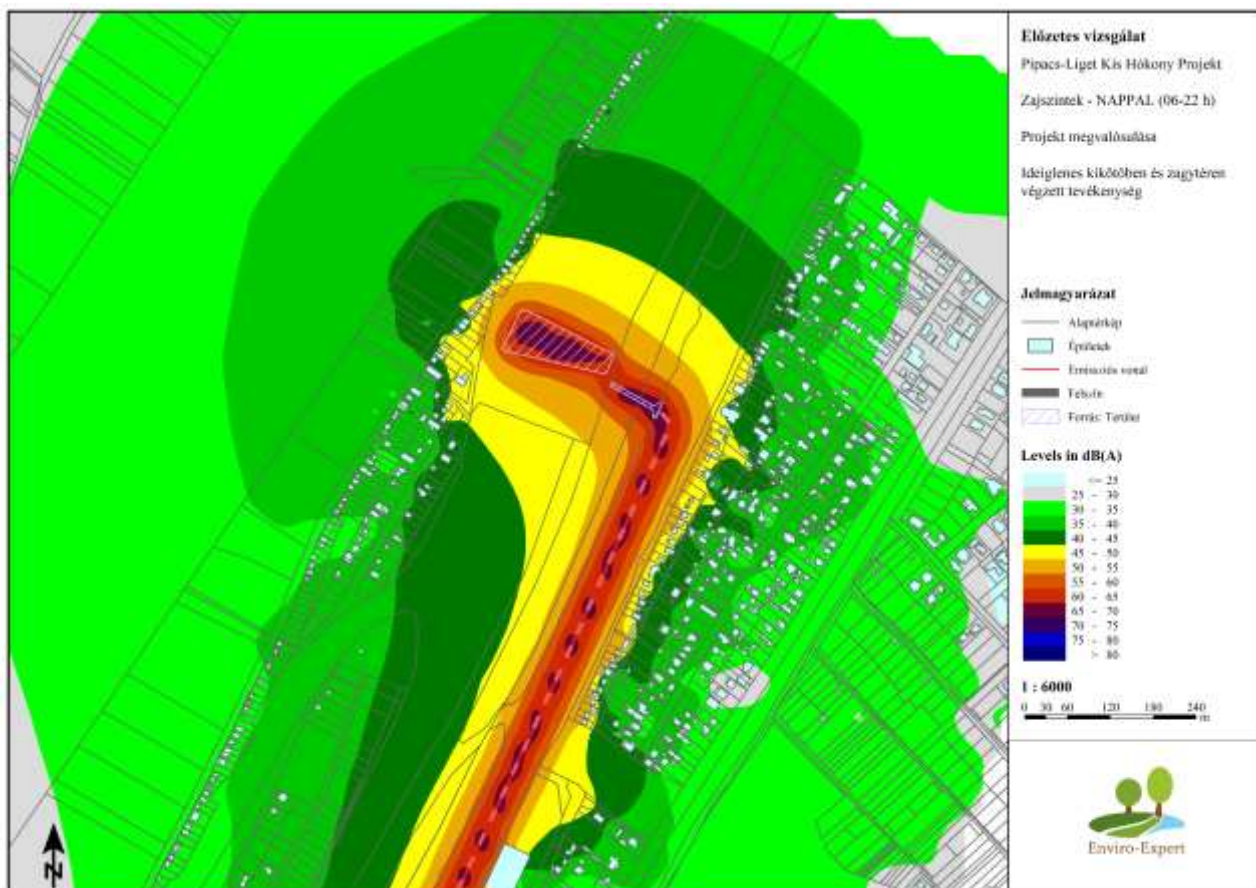 Előzetes vizsgálat
Pipacs-Liget Kis Hókony Projekt
Zajszintek - NAPPAL (06-22 h)
Projekt megvalósulása
Ideiglenes kikötőben és zagytéren
végzett tevékenység
Jelmagyarázat
Alaptérkép
Épületek
Emissziós vonal
Felszín
Forrás: Terület
Levels in dB(A)
<= 25
25 - 30
30 - 35
35 - 40
40 - 45
45 - 50
50 - 55
55 - 60
60 - 65
65 - 70
70 - 75
75 - 80
> 80
1 : 6000
0 30 60 120 180 240
m
N
Enviro-Expert